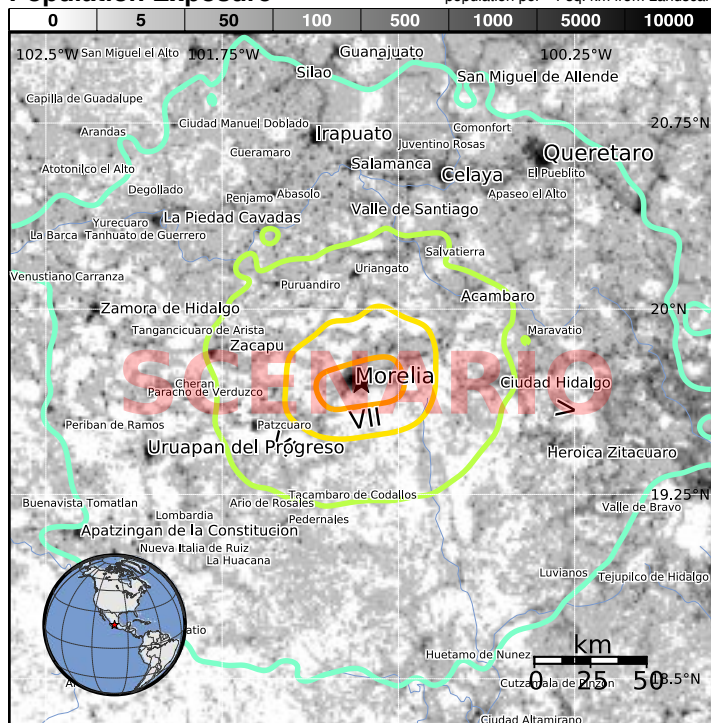 Population Exposure
population per ~1 sq. km from Landscan
0 5 50 100 500 1000 5000 10000
102.5°W San Miguel el Alto 101.75°W Guanajuato 100.25°W
Silao San Miguel de Allende
Capilla de Guadalupe
Arandas Ciudad Manuel Doblado Irapuato Comonfort 20.75°N
Cueramaro Juventino Rosas
Salamanca Queretaro
Atotonilco el Alto Celaya El Pueblito
Degollado Penjamo Abasolo Apaseo el Alto
Yurecuaro La Piedad Cavadas Valle de Santiago
La Barca Tanhuato de Guerrero
Salvatierra
Venustiano Carranza Uriangato
Puruandiro Acambaro
Zamora de Hidalgo 20°N
Tangancicuaro de Arista Maravatio
Zacapu
SCENARIO
Morelia
Cheran Ciudad Hidalgo
Paracho de Verduzco
VII V
Periban de Ramos Patzcuaro
Uruapan del Progreso Heroica Zitacuaro
19.25°N
Buenavista Tomatlan Tacambaro de Codallos
Ario de Rosales Valle de Bravo
Lombardia Pedernales
Apatzingan de la Constitucion
Nueva Italia de Ruiz
La Huacana
Luvianos Tejupilco de Hidalgo
Huetamo de Nunez
km
0 25 50
18.5°N
Cutzamala de Pinzon
Ciudad Altamirano